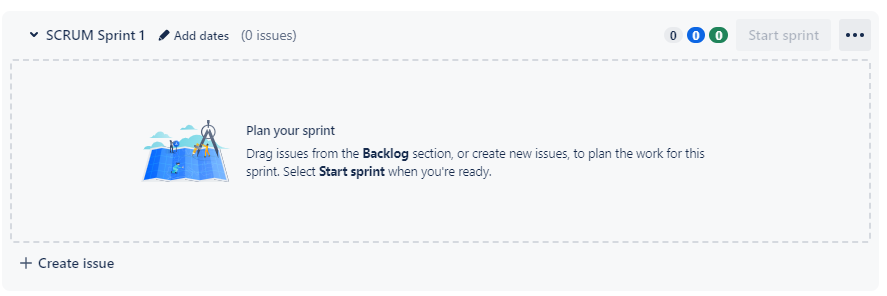 SCRUM Sprint 1 Add dates (0 issues) 0 0 0 Start sprint
Plan your sprint
Drag issues from the Backlog section, or create new issues, to plan the work for this
sprint. Select Start sprint when you're ready.
+ Create issue